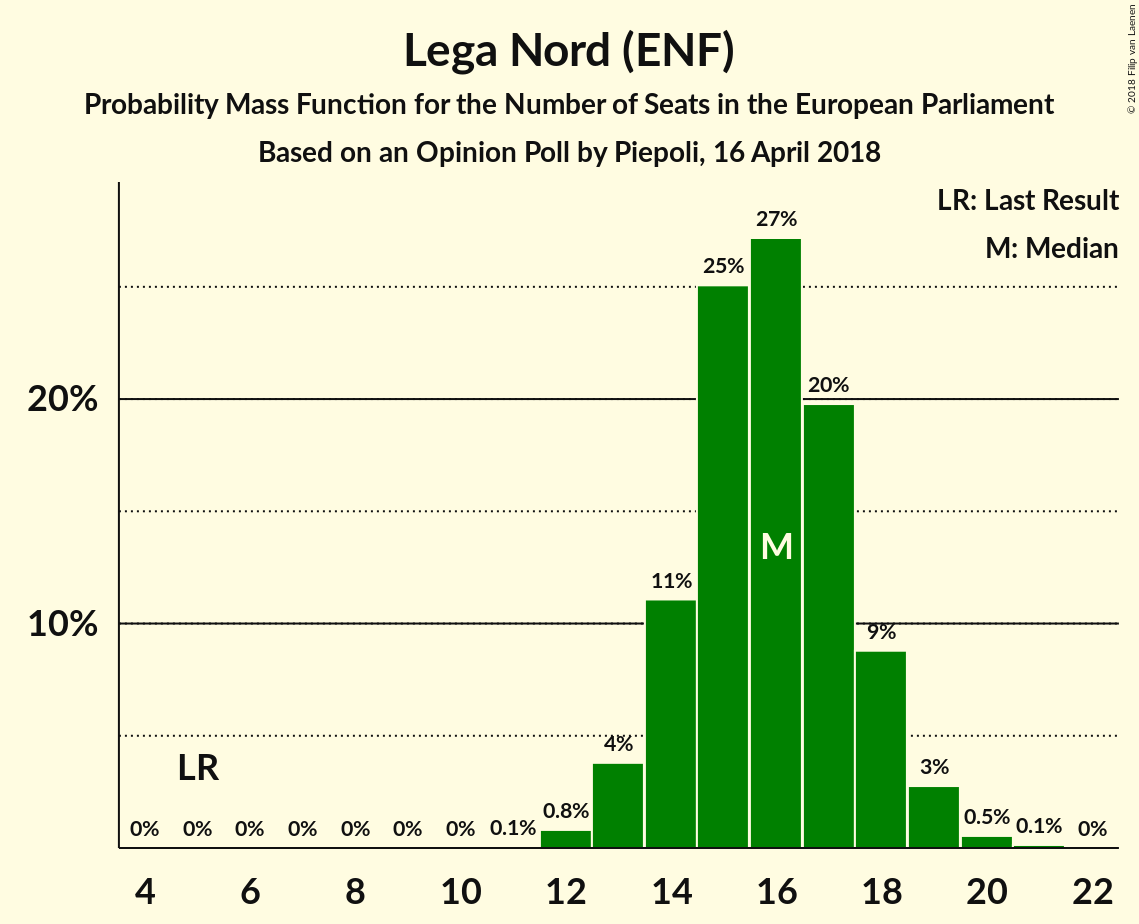 Lega Nord (ENF)
Probability Mass Function for the Number of Seats in the European Parliament
Based on an Opinion Poll by Piepoli, 16 April 2018
© 2018 Filip van Laenen
LR: Last Result
M: Median
27%
25%
20%
20%
M
11%
10%
9%
4%
LR
3%
0% 0% 0% 0% 0% 0% 0% 0.1% 0.8% 0.5% 0.1% 0%
4 6 8 10 12 14 16 18 20 22